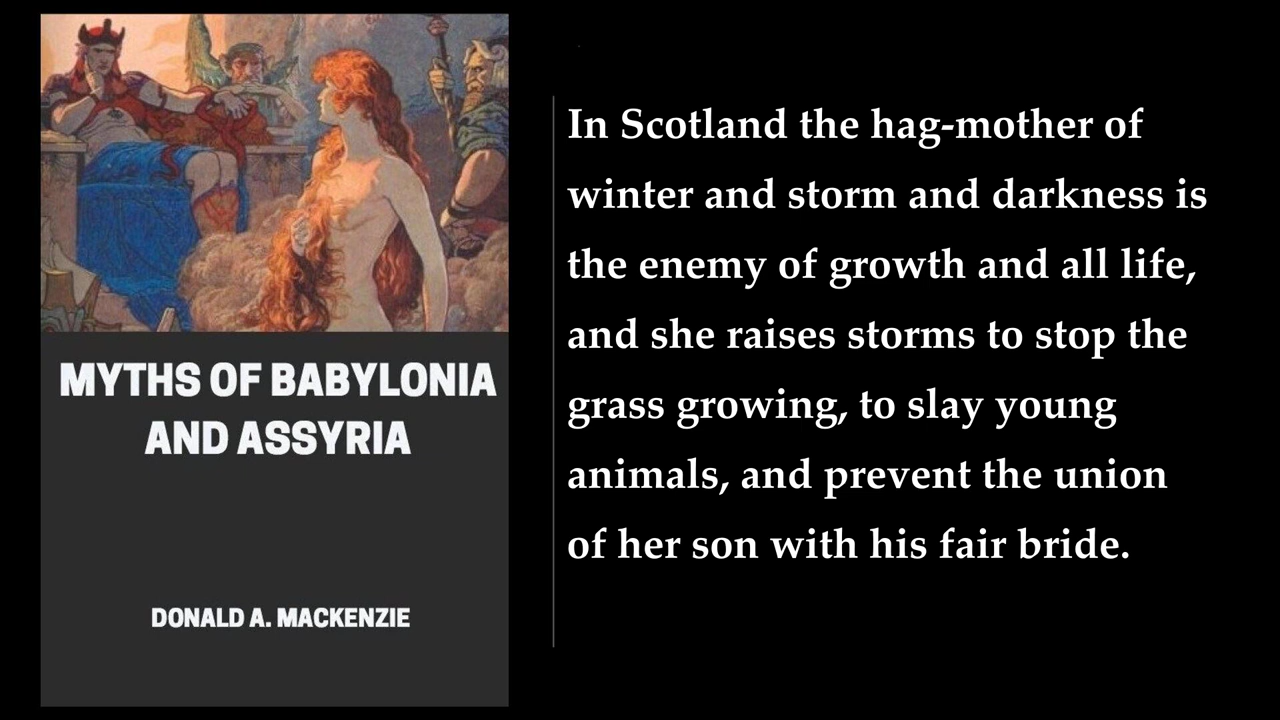 MYTHS OF BABYLONIA
AND ASSYRIA
DONALD A. MACKENZIE
In Scotland the hag-mother of
winter and storm and darkness is
the enemy of growth and all life,
and she raises storms to stop the
grass growing, to slay young
animals, and prevent the union
of her son with his fair bride.